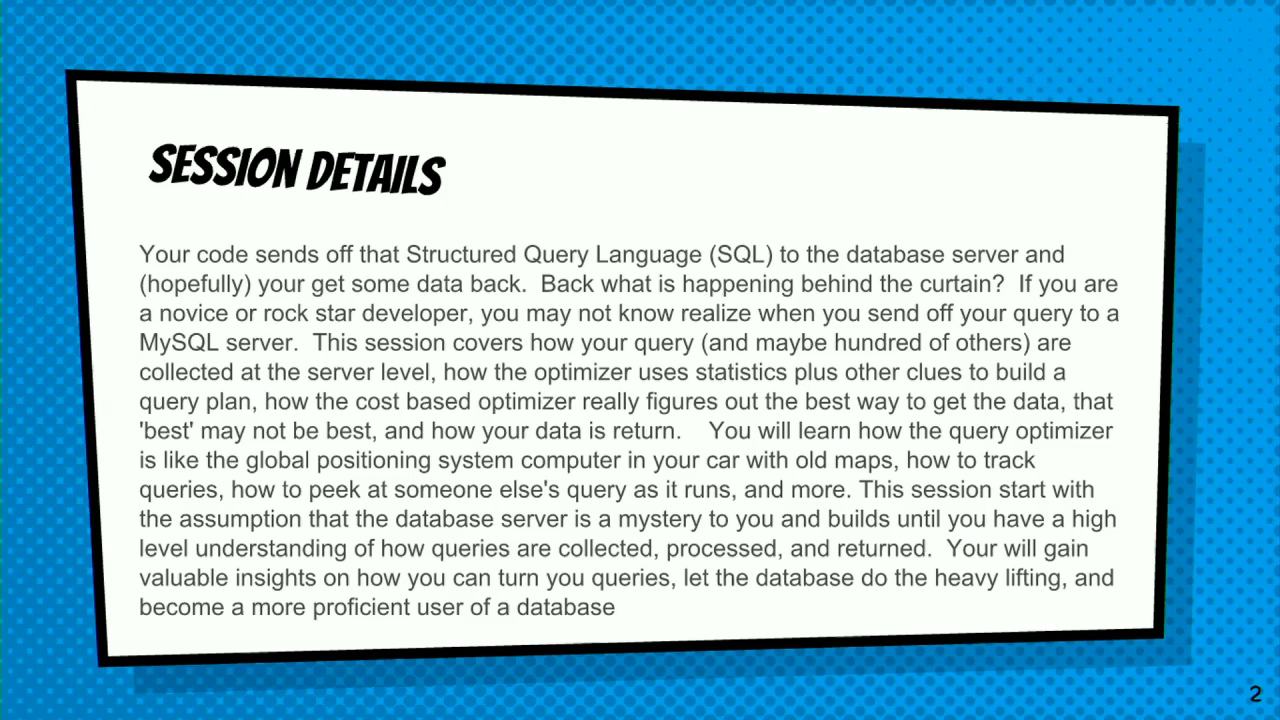 SESSION DETAILS
Your code sends off that Structured Query Language (SQL) to the database server and
(hopefully) your get some data back.  Back what is happening behind the curtain?  If you are
a novice or rock star developer, you may not know realize when you send off your query to a
MySQL server.  This session covers how your query (and maybe hundred of others) are
collected at the server level, how the optimizer uses statistics plus other clues to build a
query plan, how the cost based optimizer really figures out the best way to get the data, that
'best' may not be best, and how your data is return.    You will learn how the query optimizer
is like the global positioning system computer in your car with old maps, how to track
queries, how to peek at someone else's query as it runs, and more. This session start with
the assumption that the database server is a mystery to you and builds until you have a high
level understanding of how queries are collected, processed, and returned.  Your will gain
valuable insights on how you can turn you queries, let the database do the heavy lifting, and
become a more proficient user of a database
2